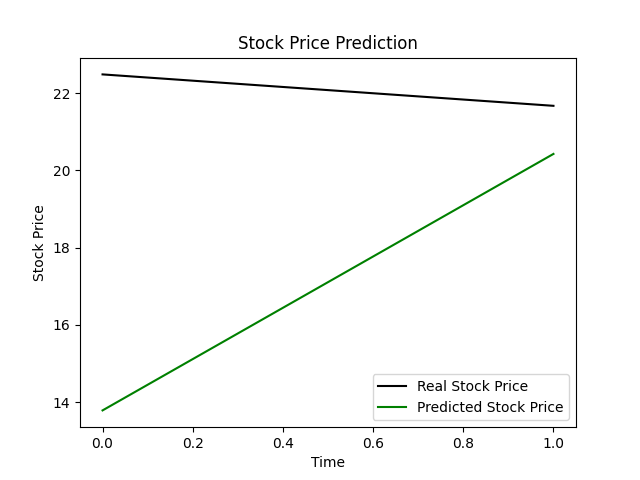 Stock Price Prediction
Stock Price
22
20
18
16
14
Real Stock Price
Predicted Stock Price
0.0 0.2 0.4 0.6 0.8 1.0
Time